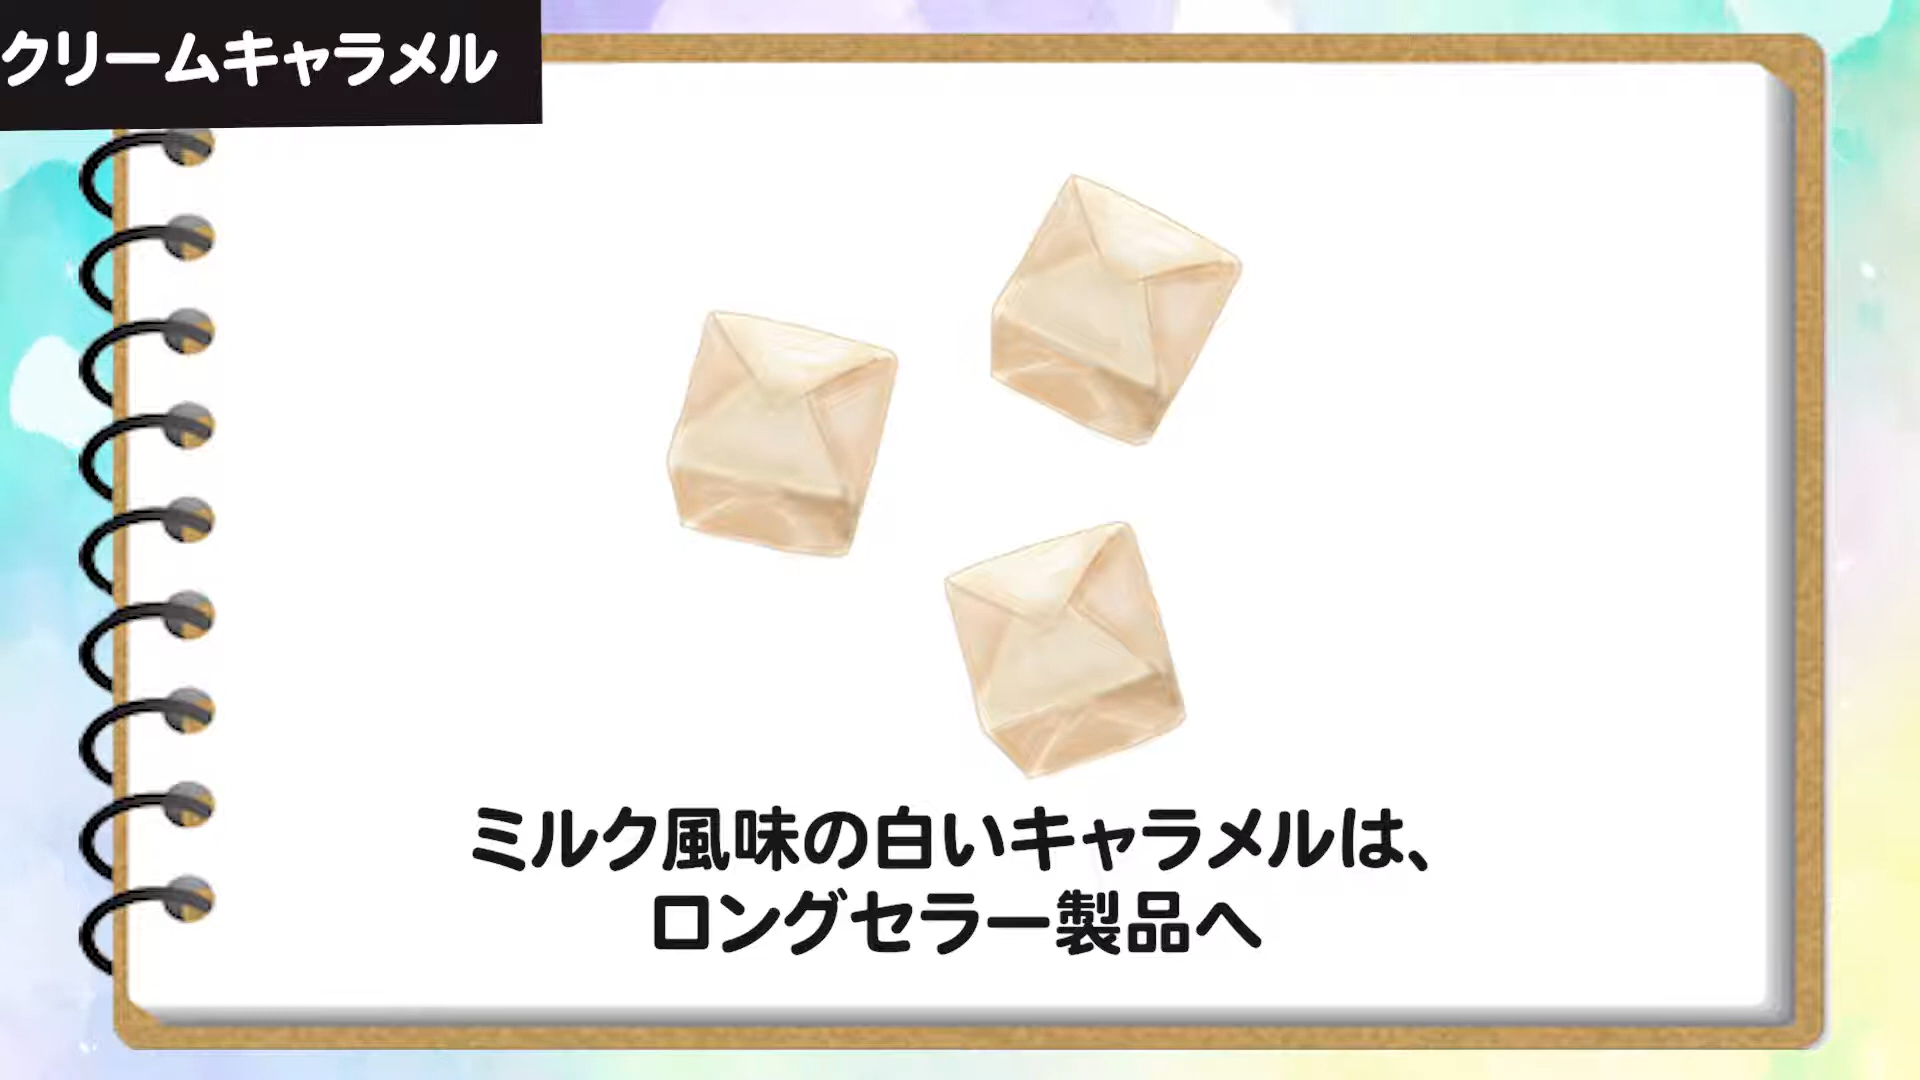 クリームキャラメル
ミルク風味の白いキャラメルは、
ロングセラー製品へ